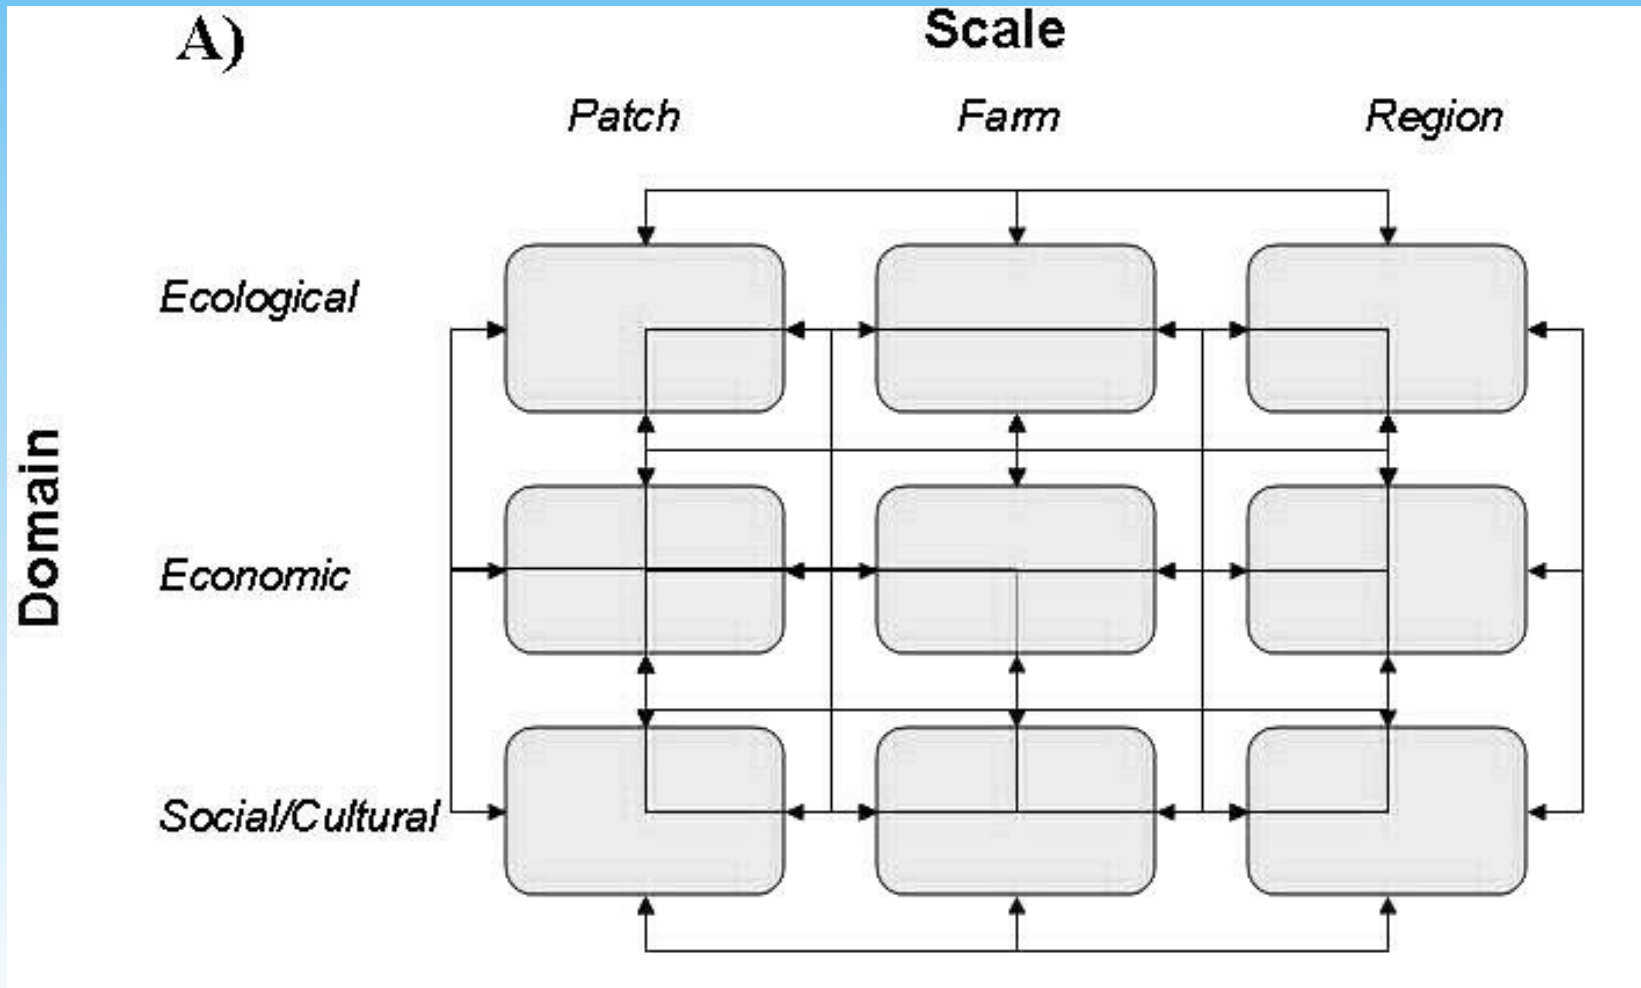 A)
Scale
Patch
Farm
Region
Ecological
Domain
Economic
Social/Cultural